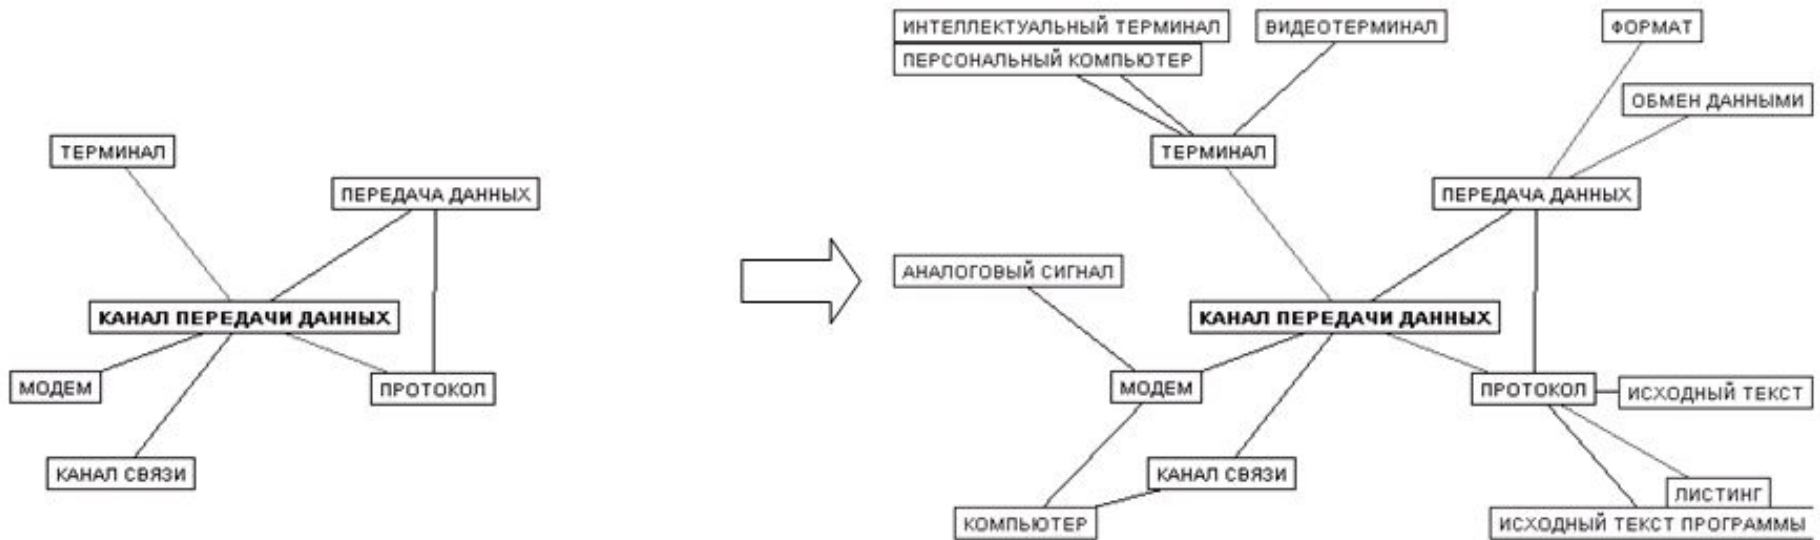 ТЕРМИНАЛ
ПЕРЕДАЧА ДАННЫХ
КАНАЛ ПЕРЕДАЧИ ДАННЫХ
МОДЕМ
ПРОТОКОЛ
КАНАЛ СВЯЗИ
ИНТЕЛЛЕКТУАЛЬНЫЙ ТЕРМИНАЛ
ВИДЕОТЕРМИНАЛ
ФОРМАТ
ПЕРСОНАЛЬНЫЙ КОМПЬЮТЕР
ОБМЕН ДАННЫМИ
ТЕРМИНАЛ
ПЕРЕДАЧА ДАННЫХ
АНАЛОГОВЫЙ СИГНАЛ
КАНАЛ ПЕРЕДАЧИ ДАННЫХ
МОДЕМ
ПРОТОКОЛ
ИСХОДНЫЙ ТЕКСТ
КАНАЛ СВЯЗИ
ЛИСТИНГ
КОМПЬЮТЕР
ИСХОДНЫЙ ТЕКСТ ПРОГРАММЫ